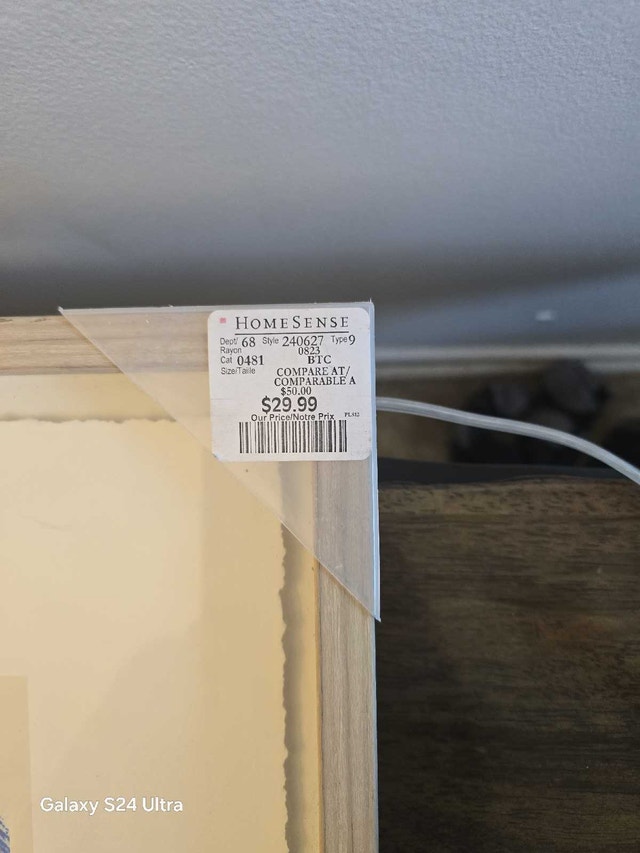 HOMESENSE
Dept/ 68 Style 240627 Type 9
Rayon 0823
Cat 0481 BTC
Size/Taille COMPARE AT/
COMPARABLE A
$50.00
$29.99
Our Price/Notre Prix PL512
Galaxy S24 Ultra